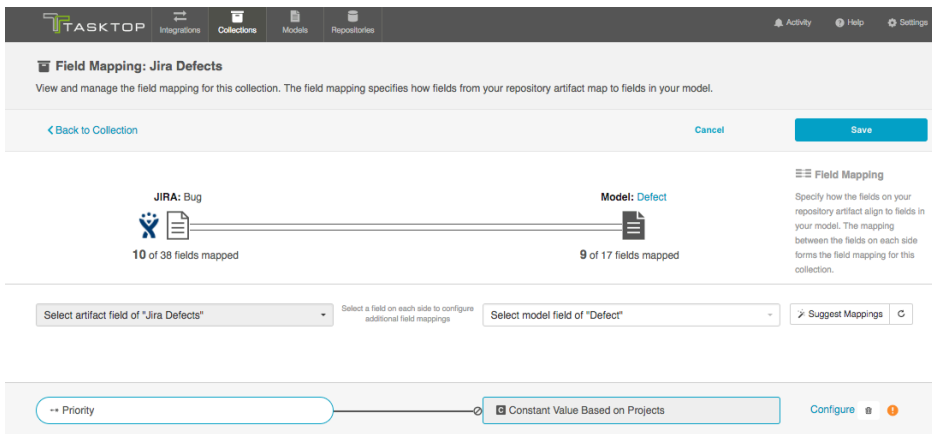 TASKTOP
Integrations
Collections
Models
Repositories
Activity
Help
Settings
Field Mapping: Jira Defects
View and manage the field mapping for this collection. The field mapping specifies how fields from your repository artifact map to fields in your model.
Back to Collection
Cancel
Save
JIRA: Bug
10 of 38 fields mapped
Model: Defect
9 of 17 fields mapped
Field Mapping
Specify how the fields on your
repository artifact align to fields in
your model. The mapping
between the fields on each side
forms the field mapping for this
collection.
Select artifact field of "Jira Defects"
Select a field on each side to configure
additional field mappings
Select model field of "Defect"
Suggest Mappings
Priority
C Constant Value Based on Projects
Configure